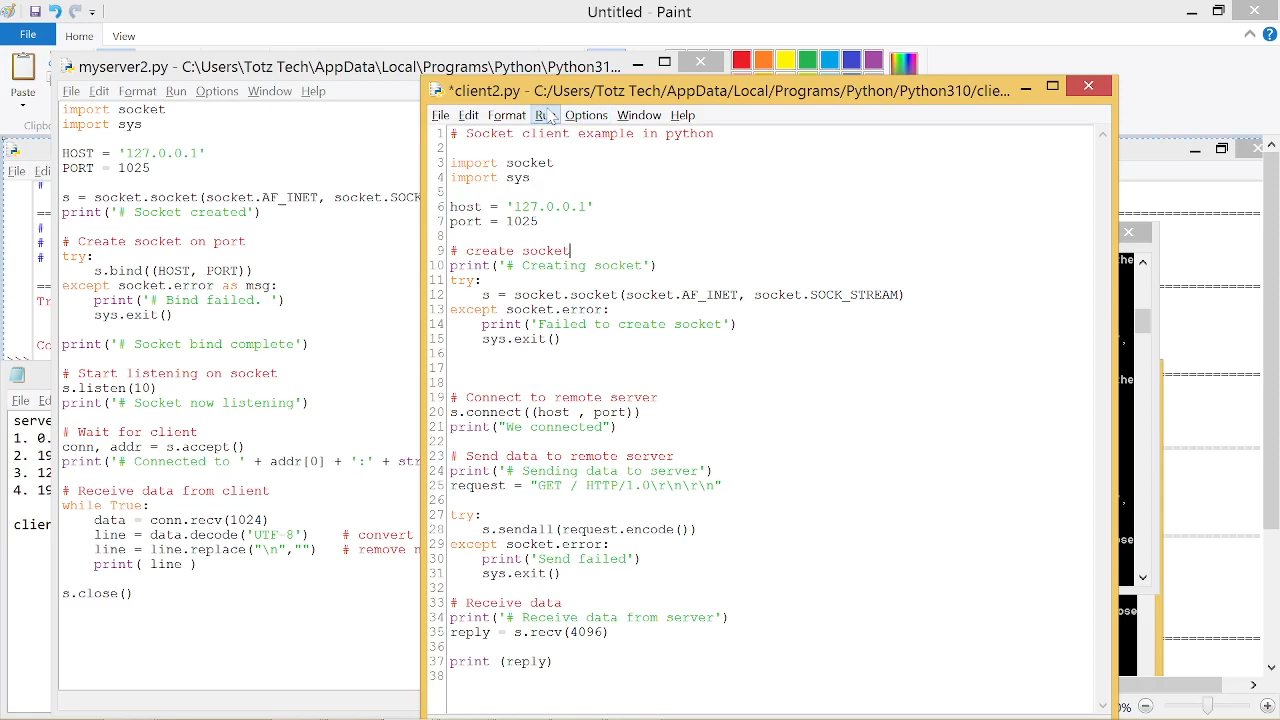 Untitled - Paint
File Home View
Paste
Clipb
myserver2.py - C:\Users\Totz Tech\AppData\Local\Programs\Python\Python31...
File Edit Format Run Options Window Help
import socket
import sys
HOST = '127.0.0.1'
PORT = 1025
s = socket.socket(socket.AF_INET, socket.SOCK
print('# Socket created')
# Create socket on port
try:
s.bind((HOST, PORT))
except socket.error as msg:
print('# Bind failed. ')
sys.exit()
print('# Socket bind complete')
# Start listening on socket
s.listen(10)
print('# Socket now listening')
# Wait for client
conn, addr = s.accept()
print('# Connected to ' + addr[0] + ':' + str
# Receive data from client
while True:
data = conn.recv(1024)
line = data.decode('UTF-8') # convert
line = line.replace("\n","") # remove n
print( line )
s.close()
*client2.py - C:/Users/Totz Tech/AppData/Local/Programs/Python/Python310/clie...
File Edit Format Ru Options Window Help
1 # Socket client example in python
2
3 import socket
4 import sys
5
6 host = '127.0.0.1'
7 port = 1025
8
9 # create socket
10 print('# Creating socket')
11 try:
12 s = socket.socket(socket.AF_INET, socket.SOCK_STREAM)
13 except socket.error:
14 print('Failed to create socket')
15 sys.exit()
16
17
18
19 # Connect to remote server
20 s.connect((host , port))
21 print("We connected")
22
23 # Send data to remote server
24 print('# Sending data to server')
25 request = "GET / HTTP/1.0\r\n\r\n"
26
27 try:
28 s.sendall(request.encode())
29 except socket.error:
30 print('Send failed')
31 sys.exit()
32
33 # Receive data
34 print('# Receive data from server')
35 reply = s.recv(4096)
36
37 print (reply)
38
File Edi
#
==
#
#
#
==
Tr
Co
>>>
File Ed
serve
1. 0.
2. 19
3. 12
4. 19
clien
the
,
the
,
ose
ose
0%